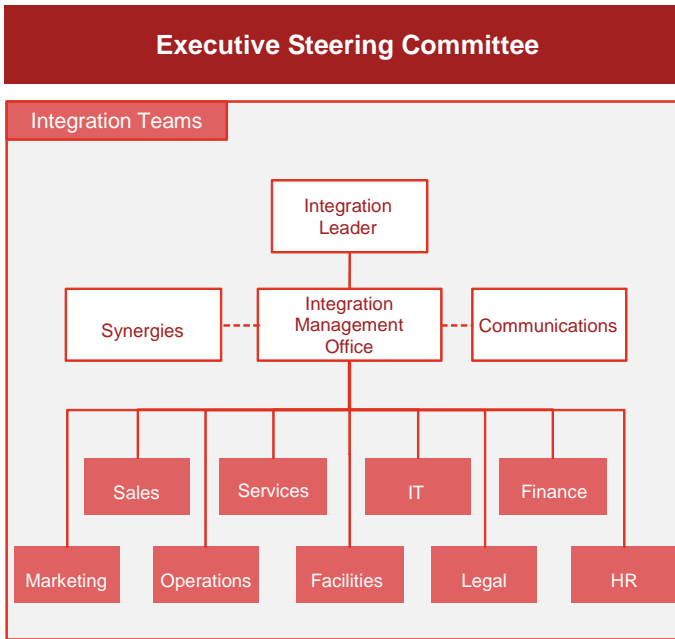 Executive Steering Committee
Integration Teams
Integration
Leader
Synergies
Integration
Management
Office
Communications
Sales
Services
IT
Finance
Marketing
Operations
Facilities
Legal
HR